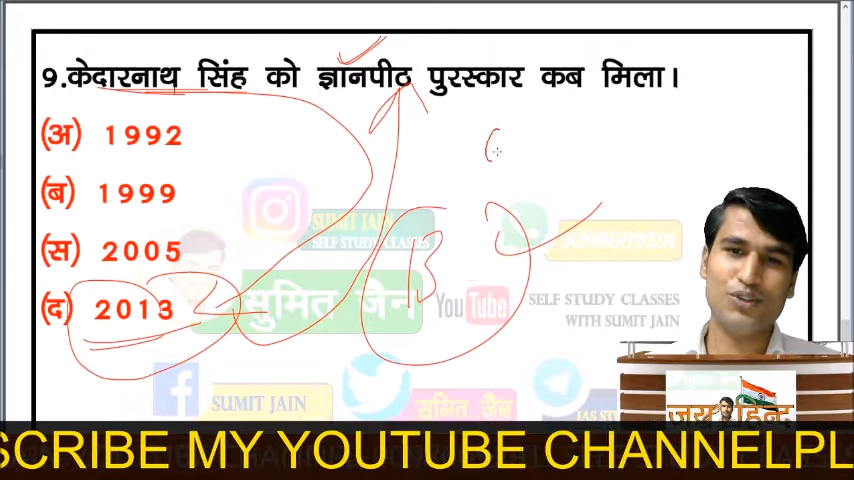 9.केदारनाथ सिंह को ज्ञानपीठ पुरस्कार कब मिला।
(अ) 1992
(ब) 1999
(स) 2005
(द) 2013
SUMIT JAIN
SELF STUDY CLASSES
सुमित जैन
YouTube
SELF STUDY CLASSES
WITH SUMIT JAIN
SUMIT JAIN
सुमित जैन
जय हिन्द
SCRIBE MY YOUTUBE CHANNELPL